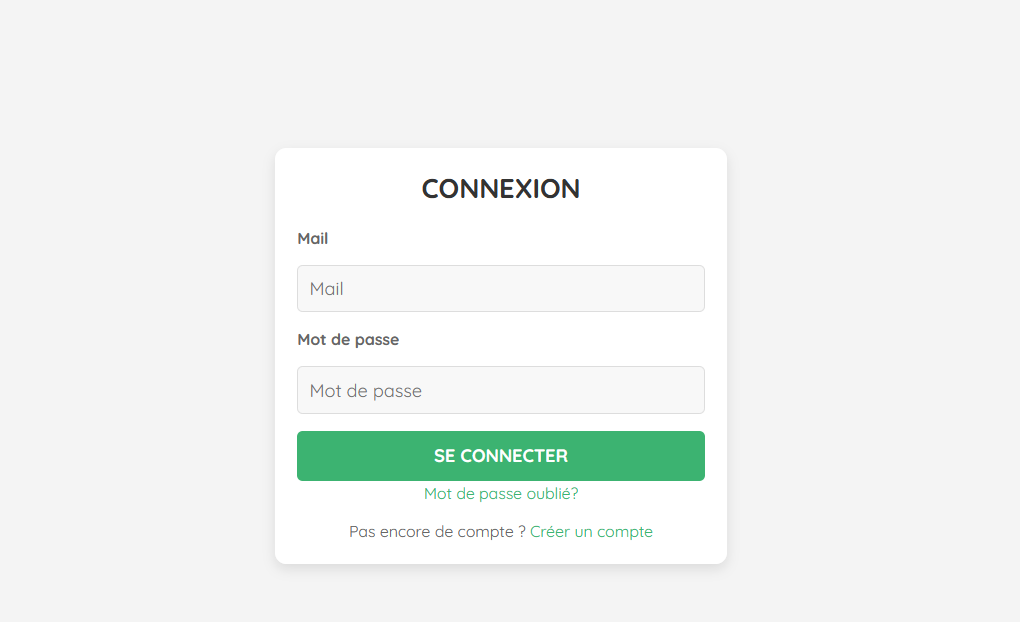 CONNEXION
Mail
Mail
Mot de passe
Mot de passe
SE CONNECTER
Mot de passe oublié?
Pas encore de compte ? Créer un compte